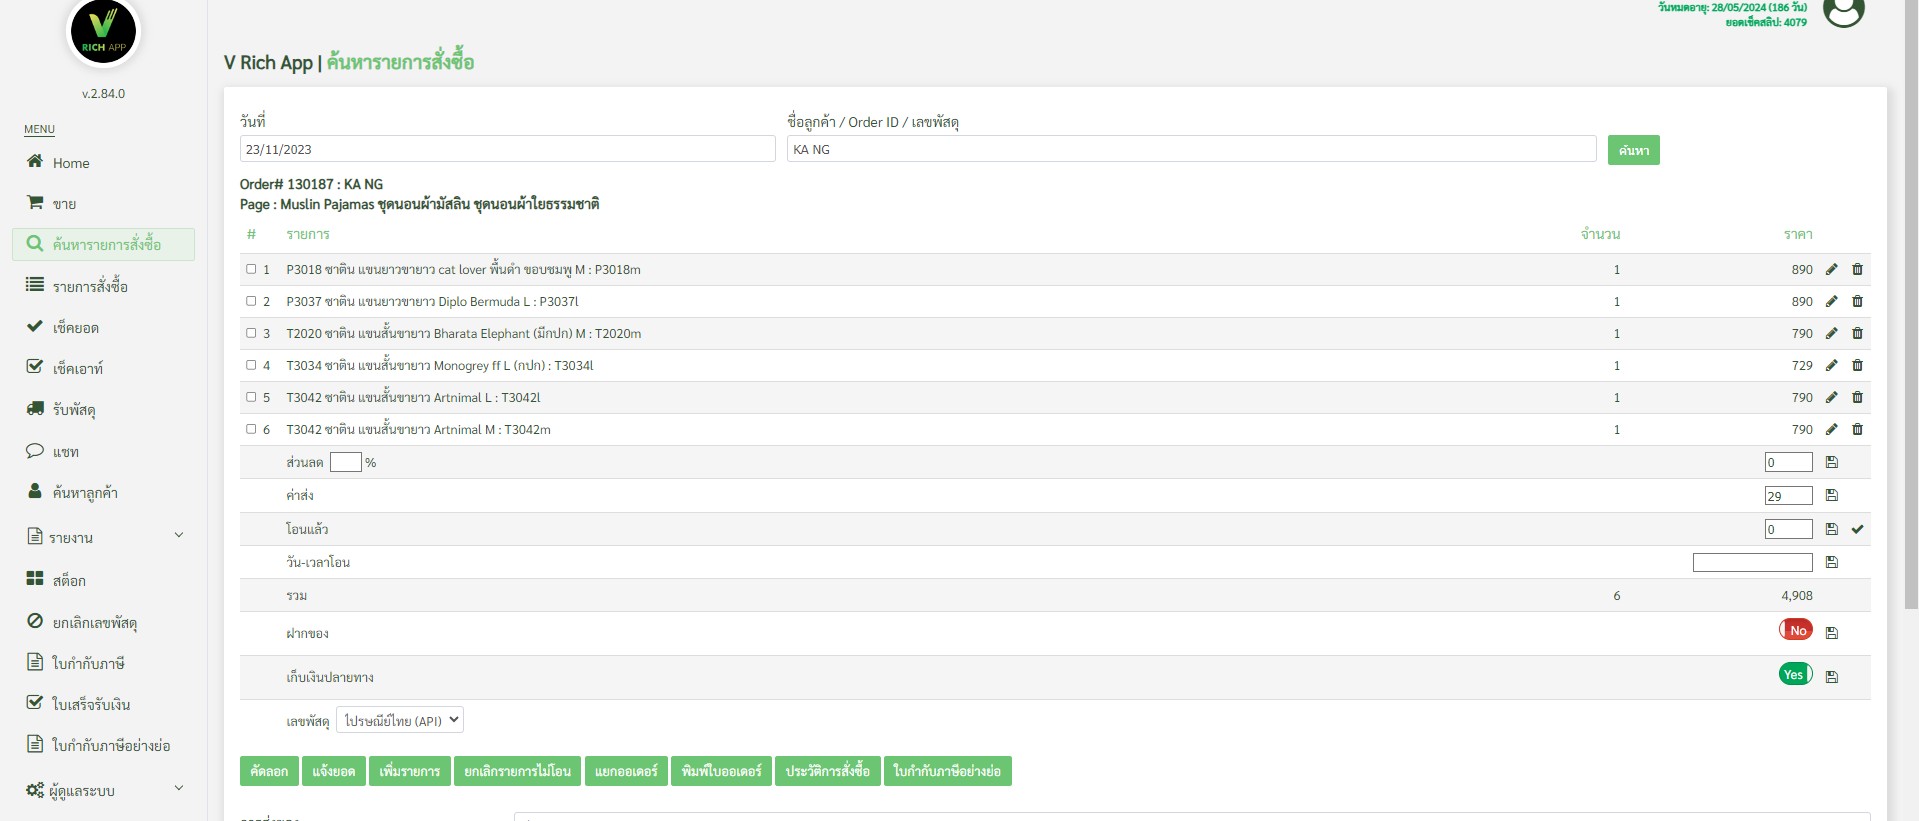 RICH APP
v.2.84.0
MENU
Home
ขาย
ค้นหารายการสั่งซื้อ
รายการสั่งซื้อ
เช็คยอด
เช็คเอาท์
รับพัสดุ
แชท
ค้นหาลูกค้า
รายงาน
สต็อก
ยกเลิกเลขพัสดุ
ใบกำกับภาษี
ใบเสร็จรับเงิน
ใบกำกับภาษีอย่างย่อ
ผู้ดูแลระบบ
วันหมดอายุ: 28/05/2024 (186 วัน)
ยอดเช็คสลิป: 4079
V Rich App | ค้นหารายการสั่งซื้อ
วันที่ ชื่อลูกค้า / Order ID / เลขพัสดุ
23/11/2023 KA NG ค้นหา
Order# 130187 : KA NG
Page : Muslin Pajamas ชุดนอนผ้ามัสลิน ชุดนอนผ้าใยธรรมชาติ
# รายการ จำนวน ราคา
1 P3018 ซาติน แขนยาวขายาว cat lover พื้นดำ ขอบชมพู M : P3018m 1 890
2 P3037 ซาติน แขนยาวขายาว Diplo Bermuda L : P3037l 1 890
3 T2020 ซาติน แขนสั้นขายาว Bharata Elephant (มีกปก) M : T2020m 1 790
4 T3034 ซาติน แขนสั้นขายาว Monogrey ff L (กปก) : T3034l 1 729
5 T3042 ซาติน แขนสั้นขายาว Artnimal L : T3042l 1 790
6 T3042 ซาติน แขนสั้นขายาว Artnimal M : T3042m 1 790
ส่วนลด % 0
ค่าส่ง 29
โอนแล้ว 0
วัน-เวลาโอน
รวม 6 4,908
ฝากของ No
เก็บเงินปลายทาง Yes
เลขพัสดุ ไปรษณีย์ไทย (API)
คัดลอก แจ้งยอด เพิ่มรายการ ยกเลิกรายการไม่โอน แยกออเดอร์ พิมพ์ใบออเดอร์ ประวัติการสั่งซื้อ ใบกำกับภาษีอย่างย่อ